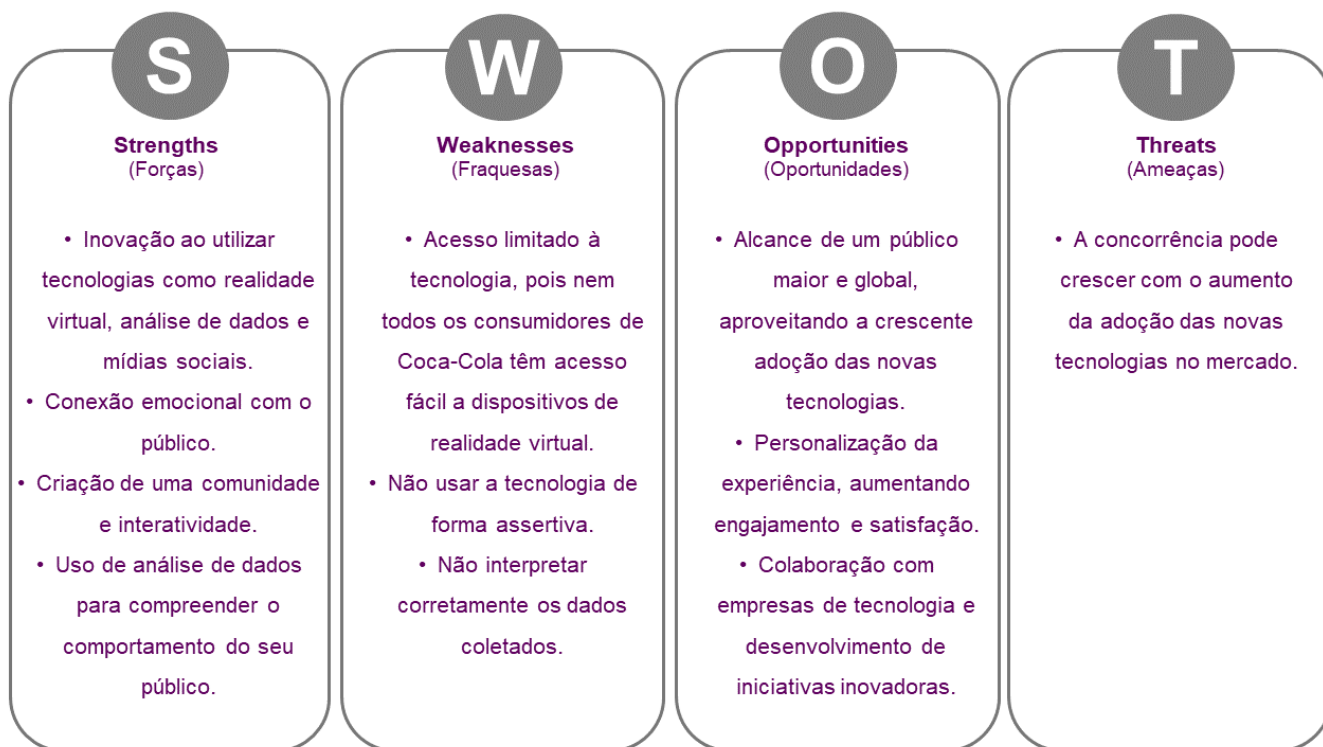 S
Strengths
(Forças)
• Inovação ao utilizar
tecnologias como realidade
virtual, análise de dados e
mídias sociais.
• Conexão emocional com o
público.
• Criação de uma comunidade
e interatividade.
• Uso de análise de dados
para compreender o
comportamento do seu
público.
W
Weaknesses
(Fraquesas)
• Acesso limitado à
tecnologia, pois nem
todos os consumidores de
Coca-Cola têm acesso
fácil a dispositivos de
realidade virtual.
• Não usar a tecnologia de
forma assertiva.
• Não interpretar
corretamente os dados
coletados.
O
Opportunities
(Oportunidades)
• Alcance de um público
maior e global,
aproveitando a crescente
adoção das novas
tecnologias.
• Personalização da
experiência, aumentando
engajamento e satisfação.
• Colaboração com
empresas de tecnologia e
desenvolvimento de
iniciativas inovadoras.
T
Threats
(Ameaças)
• A concorrência pode
crescer com o aumento
da adoção das novas
tecnologias no mercado.